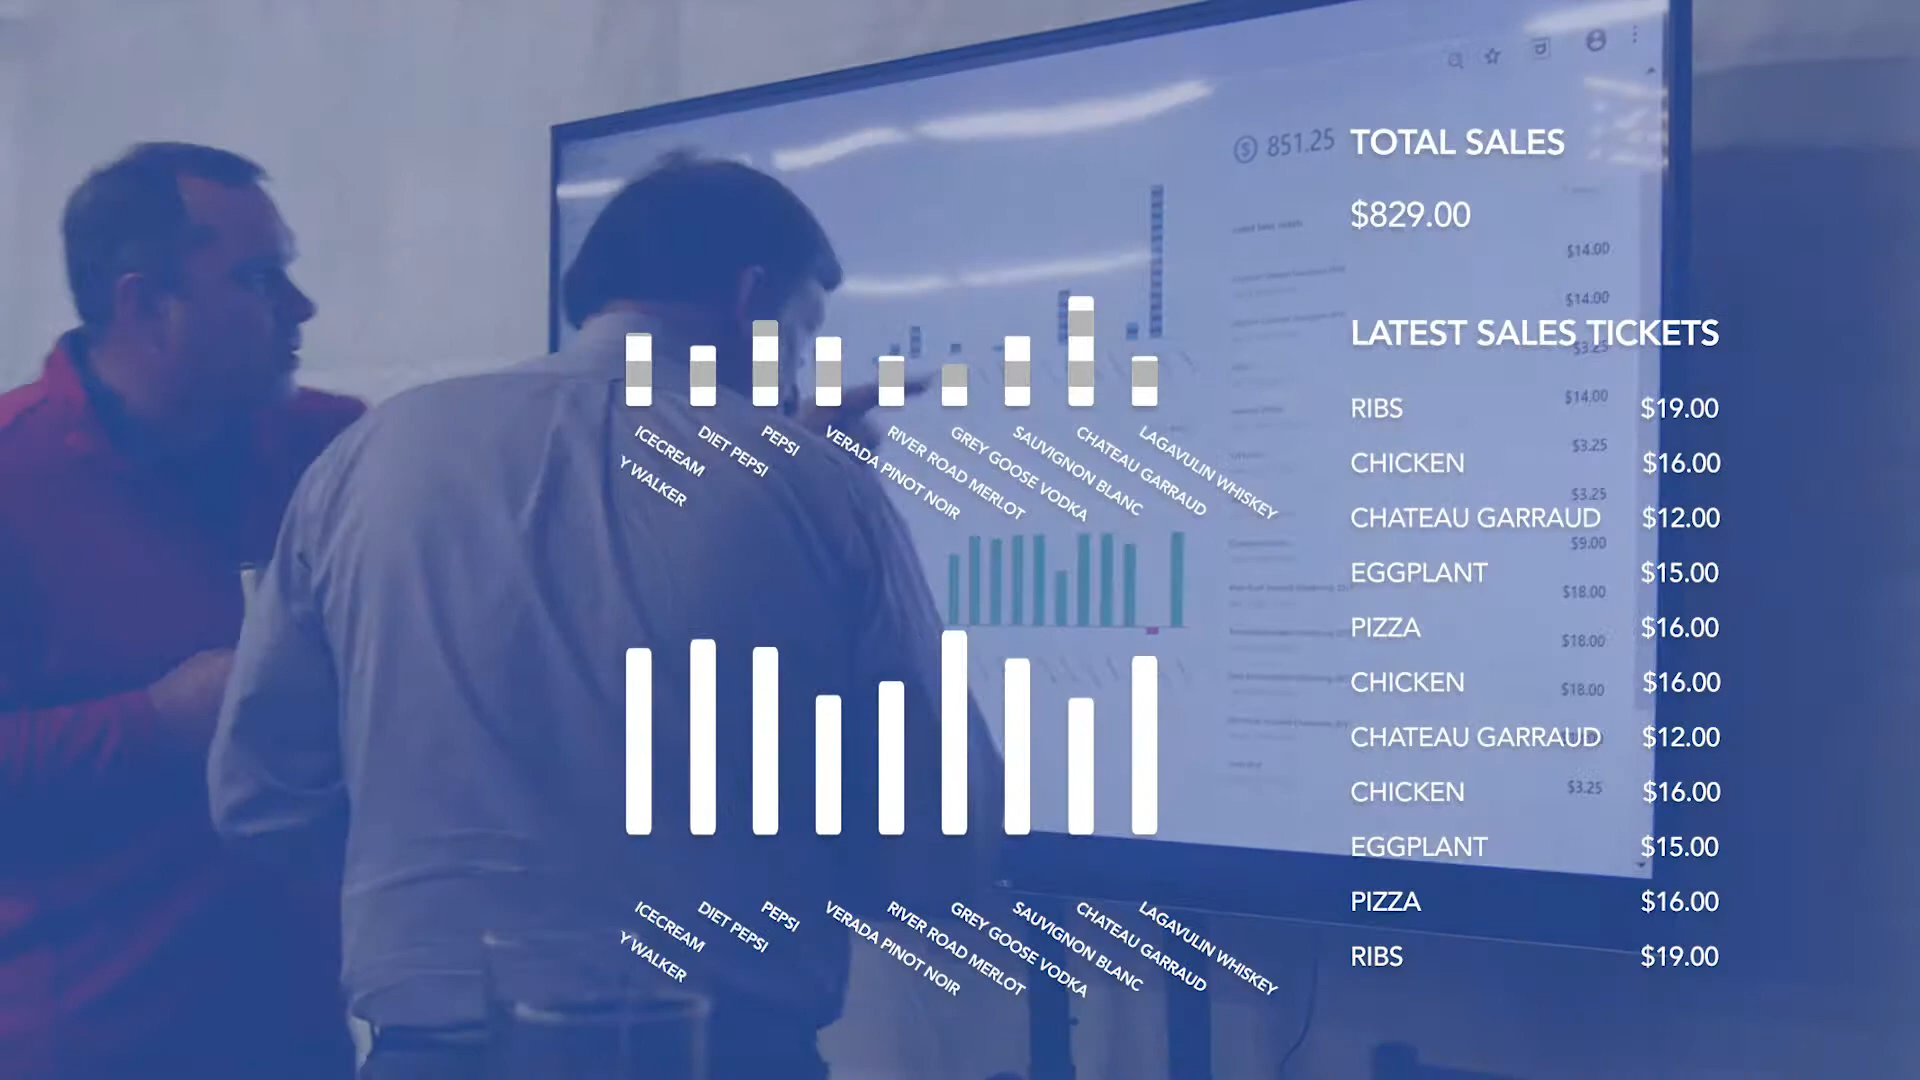 851.25
TOTAL SALES
$829.00
$14.00
$14.00
LATEST SALES TICKETS
$3.25
RIBS $19.00
$14.00
CHICKEN $16.00
$3.25
$3.25
CHATEAU GARRAUD $12.00
$9.00
EGGPLANT $15.00
$18.00
PIZZA $16.00
$18.00
CHICKEN $16.00
$18.00
CHATEAU GARRAUD $12.00
CHICKEN $16.00
$3.25
EGGPLANT $15.00
PIZZA $16.00
RIBS $19.00
Y WALKER
ICECREAM
DIET PEPSI
PEPSI
VERADA PINOT NOIR
RIVER ROAD MERLOT
GREY GOOSE VODKA
SAUVIGNON BLANC
CHATEAU GARRAUD
LAGAVULIN WHISKEY
Y WALKER
ICECREAM
DIET PEPSI
PEPSI
VERADA PINOT NOIR
RIVER ROAD MERLOT
GREY GOOSE VODKA
SAUVIGNON BLANC
CHATEAU GARRAUD
LAGAVULIN WHISKEY